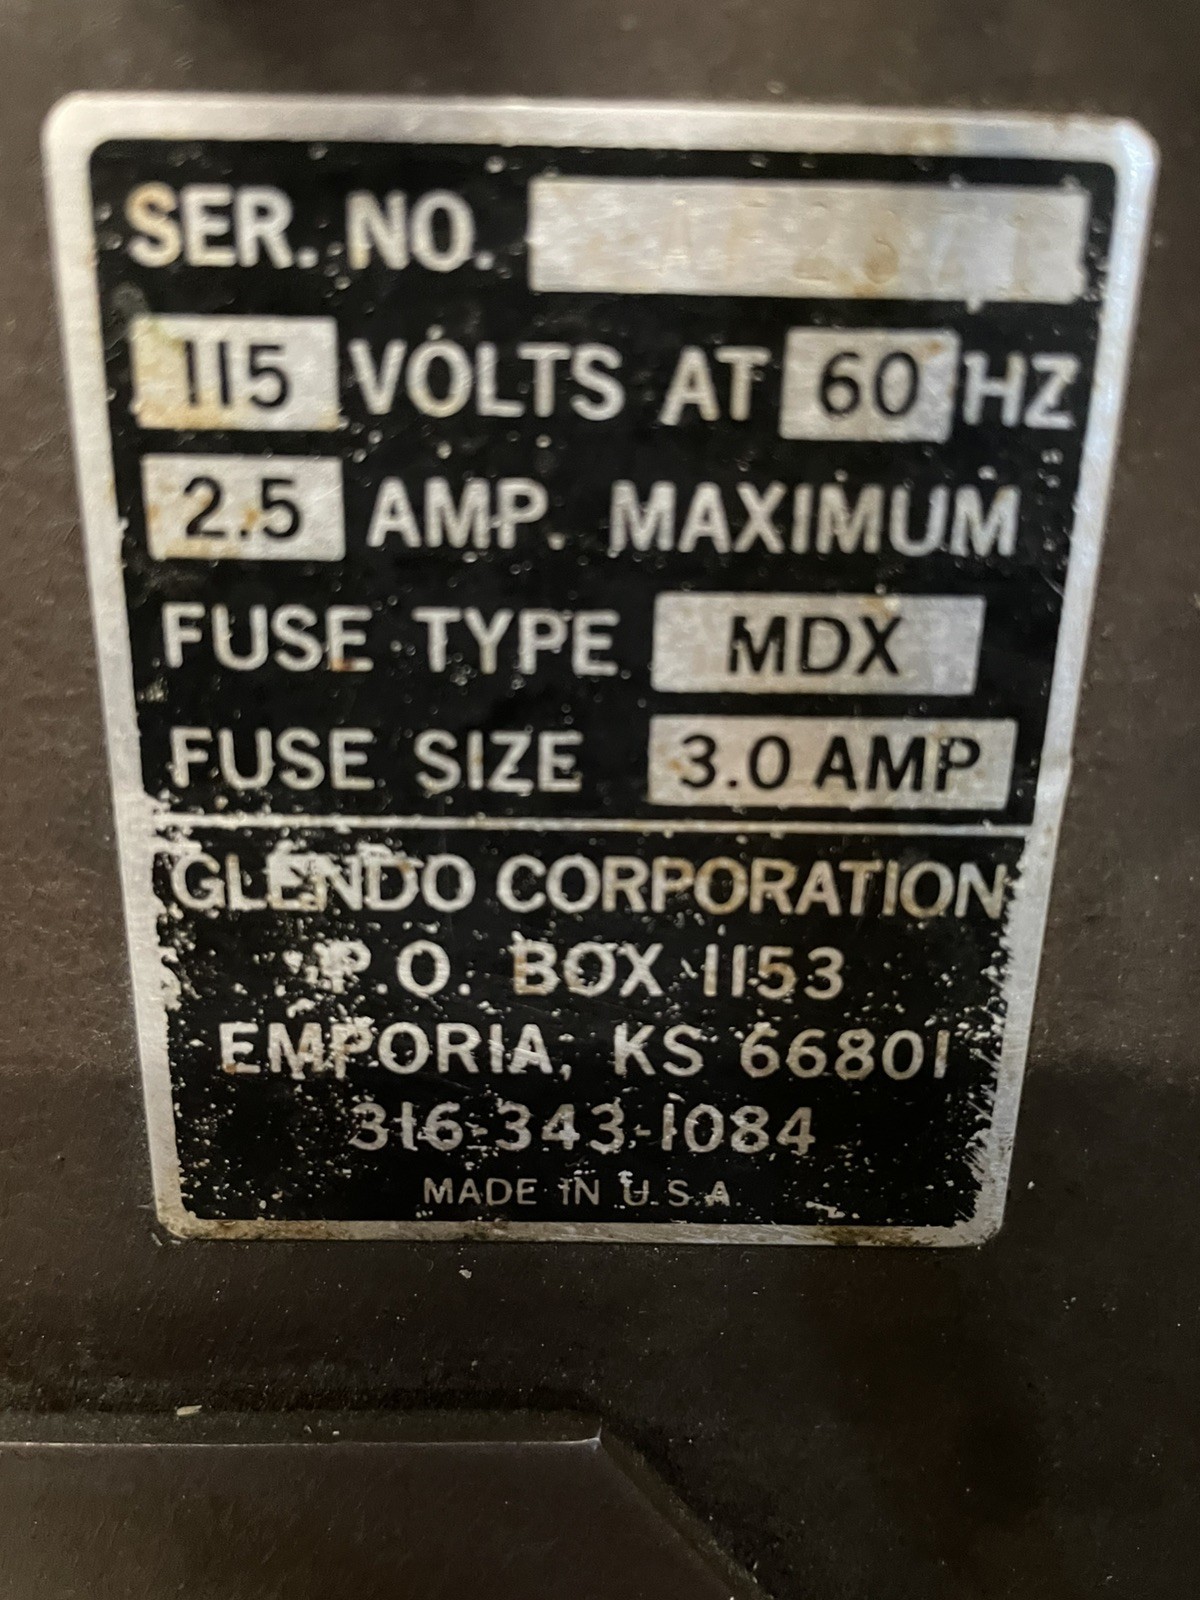 SER. NO.
115 VOLTS AT 60 HZ
2.5 AMP. MAXIMUM
FUSE TYPE MDX
FUSE SIZE 3.0 AMP
GLENDO CORPORATION
P.O. BOX 1153
EMPORIA, KS 66801
316-343-1084
MADE IN U.S.A